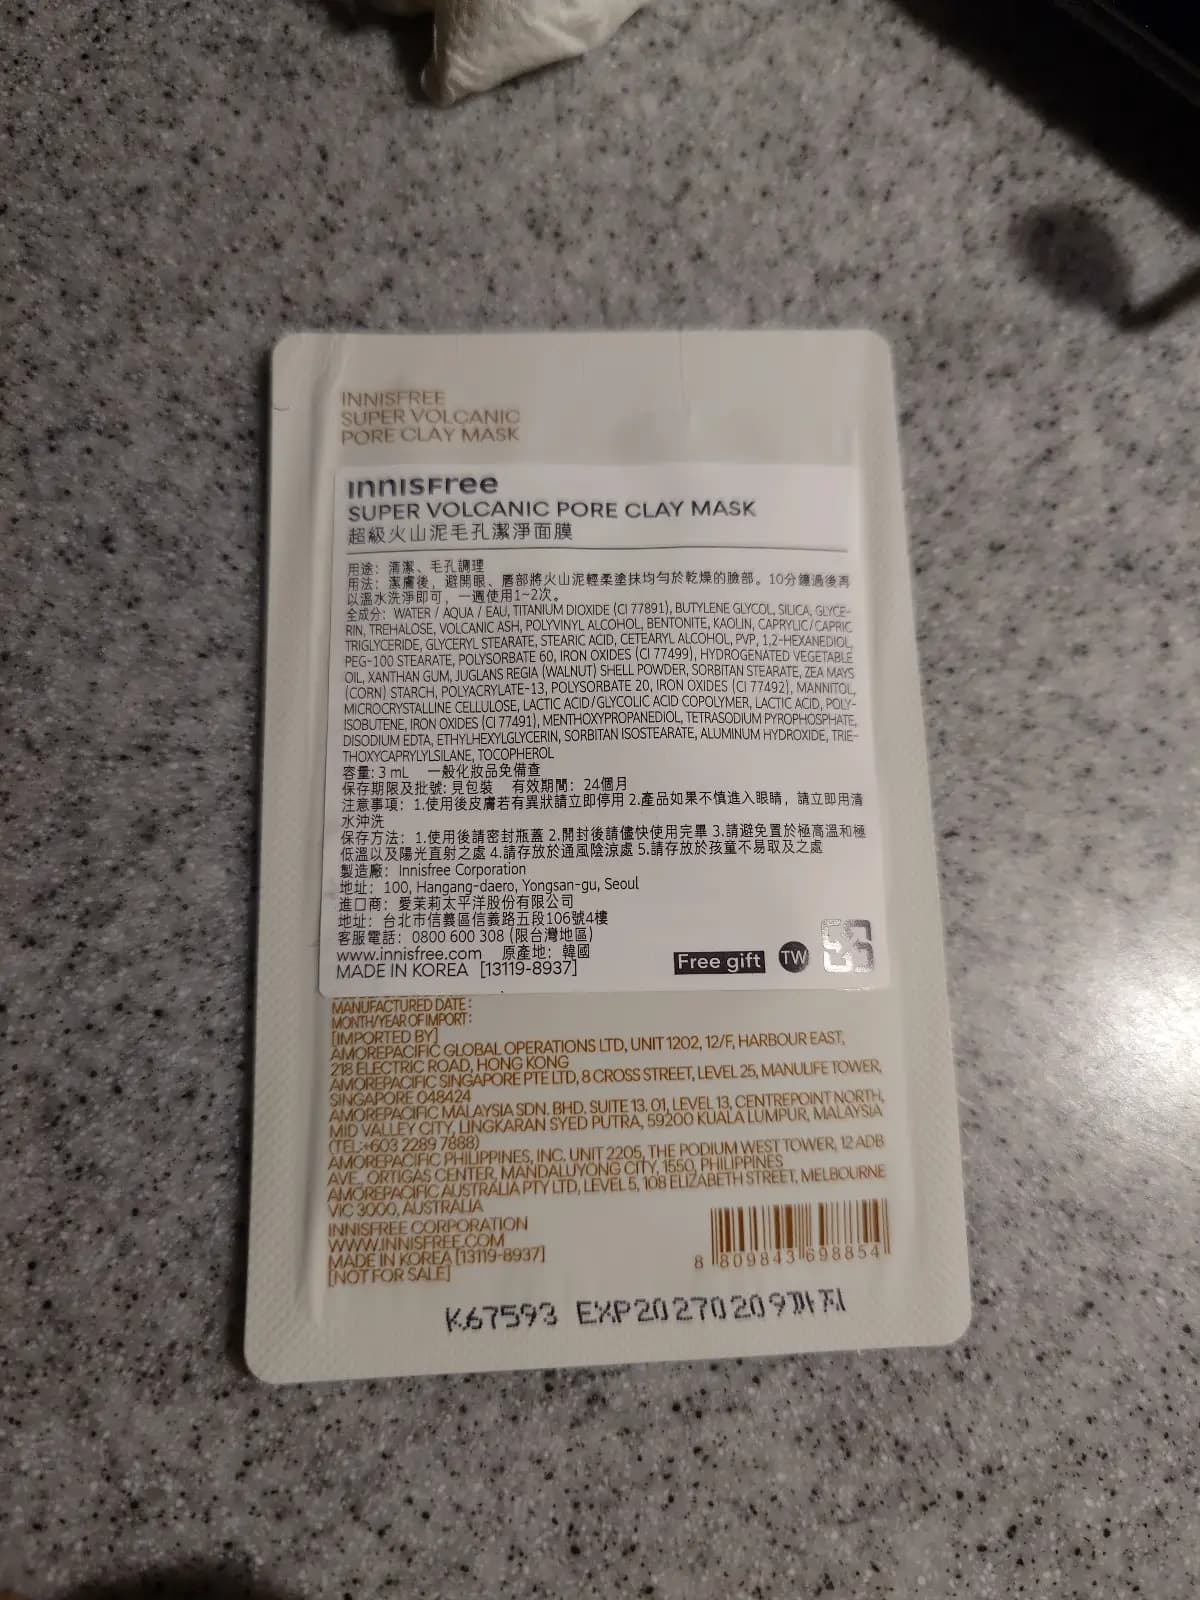 INNISFREE
SUPER VOLCANIC
PORE CLAY MASK
innisfree
SUPER VOLCANIC PORE CLAY MASK
超級火山泥毛孔潔淨面膜
用途: 清潔、毛孔調理
用法: 潔膚後, 避開眼、唇部將火山泥輕柔塗抹均勻於乾燥的臉部。10分鐘過後再
以溫水洗淨即可, 一週使用1~2次。
全成分: WATER / AQUA / EAU, TITANIUM DIOXIDE (CI 77891), BUTYLENE GLYCOL, SILICA, GLYCE-
RIN, TREHALOSE, VOLCANIC ASH, POLYVINYL ALCOHOL, BENTONITE, KAOLIN, CAPRYLIC/CAPRIC
TRIGLYCERIDE, GLYCERYL STEARATE, STEARIC ACID, CETEARYL ALCOHOL, PVP, 1,2-HEXANEDIOL,
PEG-100 STEARATE, POLYSORBATE 60, IRON OXIDES (CI 77499), HYDROGENATED VEGETABLE
OIL, XANTHAN GUM, JUGLANS REGIA (WALNUT) SHELL POWDER, SORBITAN STEARATE, ZEA MAYS
(CORN) STARCH, POLYACRYLATE-13, POLYSORBATE 20, IRON OXIDES (CI 77492), MANNITOL,
MICROCRYSTALLINE CELLULOSE, LACTIC ACID/GLYCOLIC ACID COPOLYMER, LACTIC ACID, POLY-
ISOBUTENE, IRON OXIDES (CI 77491), MENTHOXYPROPANEDIOL, TETRASODIUM PYROPHOSPHATE,
DISODIUM EDTA, ETHYLHEXYLGLYCERIN, SORBITAN ISOSTEARATE, ALUMINUM HYDROXIDE, TRIE-
THOXYCAPRYLYLSILANE, TOCOPHEROL
容量: 3 mL 一般化妝品免備查
保存期限及批號: 見包裝 有效期間: 24個月
注意事項: 1.使用後皮膚若有異狀請立即停用 2.產品如果不慎進入眼睛, 請立即用清
水沖洗
保存方法: 1.使用後請密封瓶蓋 2.開封後請儘快使用完畢 3.請避免置於極高溫和極
低溫以及陽光直射之處 4.請存放於通風陰涼處 5.請存放於孩童不易取及之處
製造廠: Innisfree Corporation
地址: 100, Hangang-daero, Yongsan-gu, Seoul
進口商: 愛茉莉太平洋股份有限公司
地址: 台北市信義區信義路五段106號4樓
客服電話: 0800 600 308 (限台灣地區)
www.innisfree.com 原產地: 韓國
MADE IN KOREA [13119-8937]
Free gift TW
MANUFACTURED DATE :
MONTH/YEAR OF IMPORT :
[IMPORTED BY]
AMOREPACIFIC GLOBAL OPERATIONS LTD, UNIT 1202, 12/F, HARBOUR EAST,
218 ELECTRIC ROAD, HONG KONG
AMOREPACIFIC SINGAPORE PTE LTD, 8 CROSS STREET, LEVEL 25, MANULIFE TOWER,
SINGAPORE 048424
AMOREPACIFIC MALAYSIA SDN. BHD. SUITE 13. 01, LEVEL 13, CENTREPOINT NORTH,
MID VALLEY CITY, LINGKARAN SYED PUTRA, 59200 KUALA LUMPUR, MALAYSIA
(TEL:+603 2289 7888)
AMOREPACIFIC PHILIPPINES, INC. UNIT 2205, THE PODIUM WEST TOWER, 12 ADB
AVE., ORTIGAS CENTER, MANDALUYONG CITY, 1550, PHILIPPINES
AMOREPACIFIC AUSTRALIA PTY LTD, LEVEL 5, 108 ELIZABETH STREET, MELBOURNE
VIC 3000, AUSTRALIA
INNISFREE CORPORATION
WWW.INNISFREE.COM
MADE IN KOREA [13119-8937]
[NOT FOR SALE]
8 809843 698854
K67593 EXP20270209까지